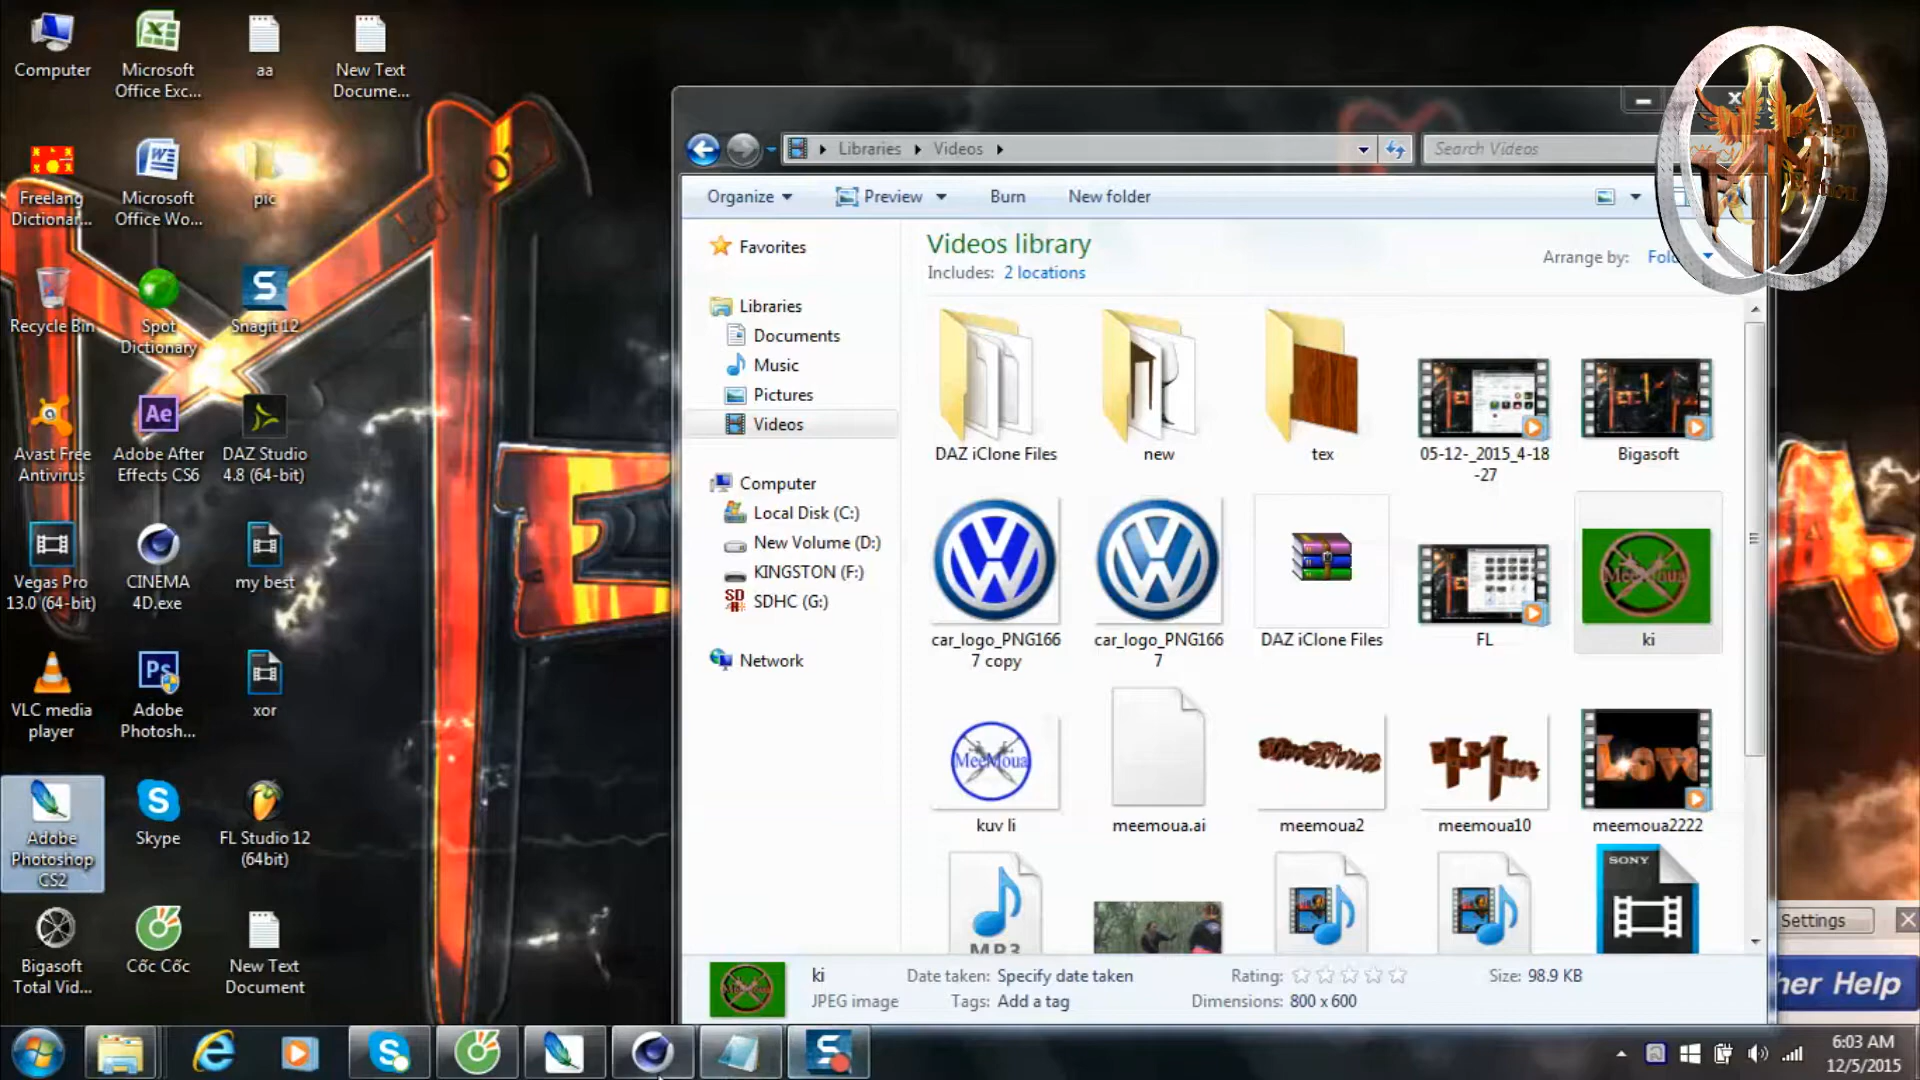 Computer
Microsoft
Office Exc...
aa
New Text
Docume...
Freelang
Dictionar...
Microsoft
Office Wo...
pic
Recycle Bin
Spot
Dictionary
Snagit 12
Avast Free
Antivirus
Adobe After
Effects CS6
DAZ Studio
4.8 (64-bit)
Vegas Pro
13.0 (64-bit)
CINEMA
4D.exe
my best
VLC media
player
Adobe
Photosh...
xor
Adobe
Photoshop
CS2
Skype
FL Studio 12
(64bit)
Bigasoft
Total Vid...
Cốc Cốc
New Text
Document
Libraries
Videos
Search Videos
Organize
Preview
Burn
New folder
Favorites
Libraries
Documents
Music
Pictures
Videos
Computer
Local Disk (C:)
New Volume (D:)
KINGSTON (F:)
SDHC (G:)
Network
Videos library
Includes: 2 locations
Arrange by: Fol
DAZ iClone Files
new
tex
05-12-_2015_4-18
-27
Bigasoft
car_logo_PNG166
7 copy
car_logo_PNG166
7
DAZ iClone Files
FL
MeeMoua
ki
MeeMoua
kuv li
meemoua.ai
meemoua2
meemoua10
Love
meemoua2222
MP3
SONY
ki
JPEG image
Date taken: Specify date taken
Tags: Add a tag
Rating:
Dimensions: 800 x 600
Size: 98.9 KB
Settings
her Help
6:03 AM
12/5/2015